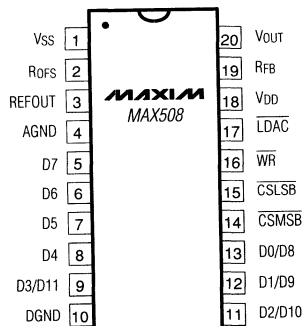 VSS 1
20 VOUT
ROFS 2
19 RFB
REFOUT 3
MAXIM
18 VDD
AGND 4
MAX508
17 LDAC
D7 5
16 WR
D6 6
15 CSLSB
D5 7
14 CSMSB
D4 8
13 D0/D8
D3/D11 9
12 D1/D9
DGND 10
11 D2/D10